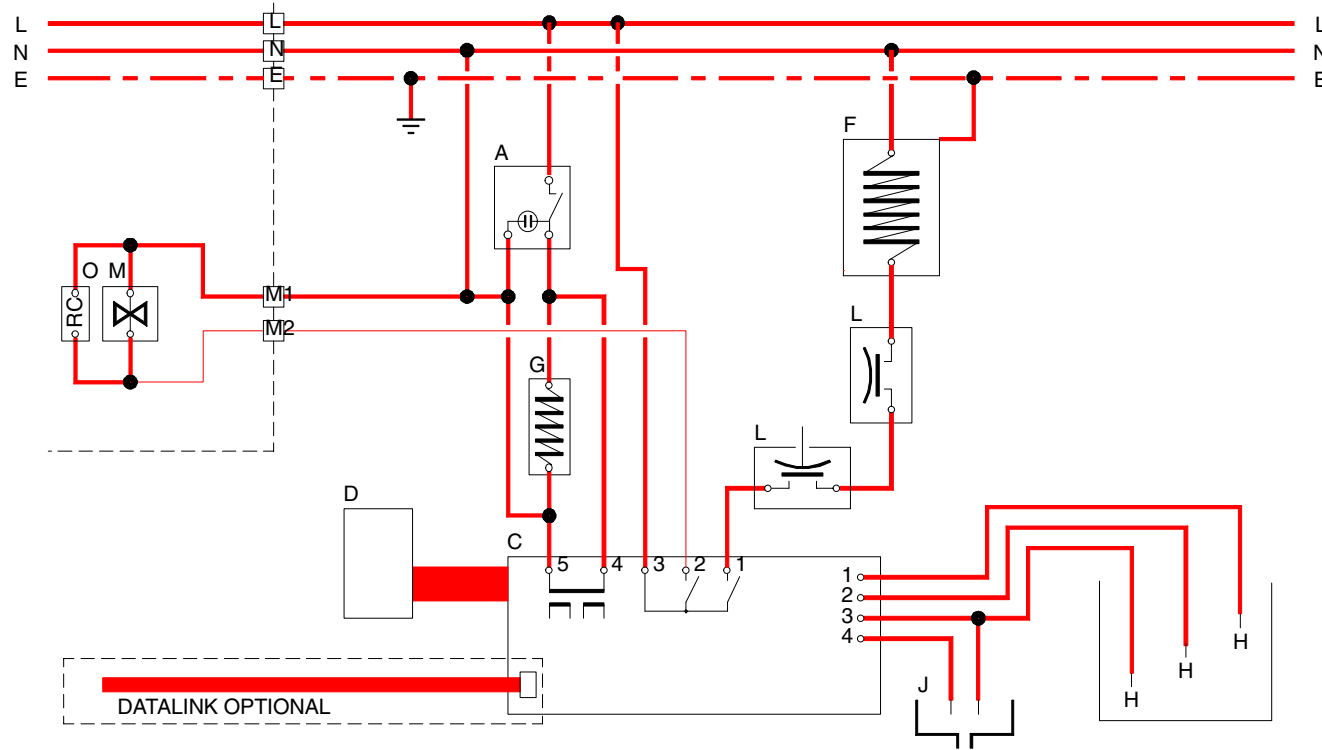 L L L
N N N
E E E
A
F
O M
RC
M1
M2
L
G
L
D
C
5 4 3 2 1
1
2
3
4
H
H
H
J
DATALINK OPTIONAL